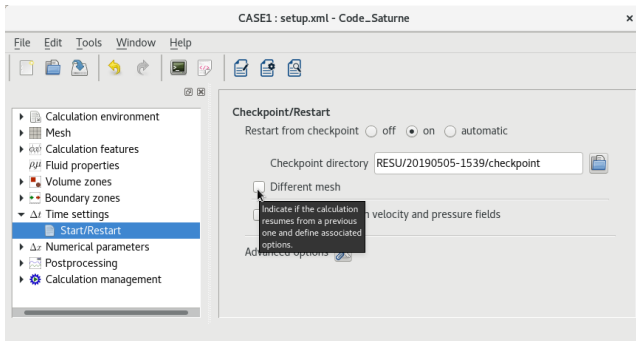 CASE1 : setup.xml - Code_Saturne
File Edit Tools Window Help
Calculation environment
Mesh
Calculation features
Fluid properties
Volume zones
Boundary zones
Δt Time settings
Start/Restart
Numerical parameters
Postprocessing
Calculation management
Checkpoint/Restart
Restart from checkpoint off on automatic
Checkpoint directory RESU/20190505-1539/checkpoint
Different mesh
Indicate if the calculation
resumes from a previous
one and define associated
options.
velocity and pressure fields
Advanced options